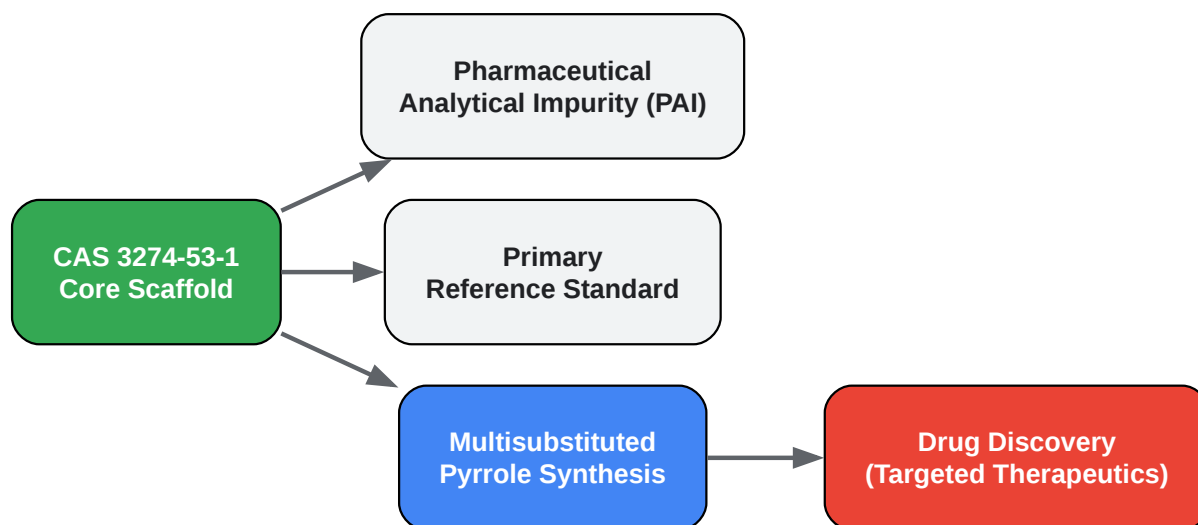 Pharmaceutical
Analytical Impurity (PAI)
CAS 3274-53-1
Core Scaffold
Primary
Reference Standard
Multisubstituted
Pyrrole Synthesis
Drug Discovery
(Targeted Therapeutics)